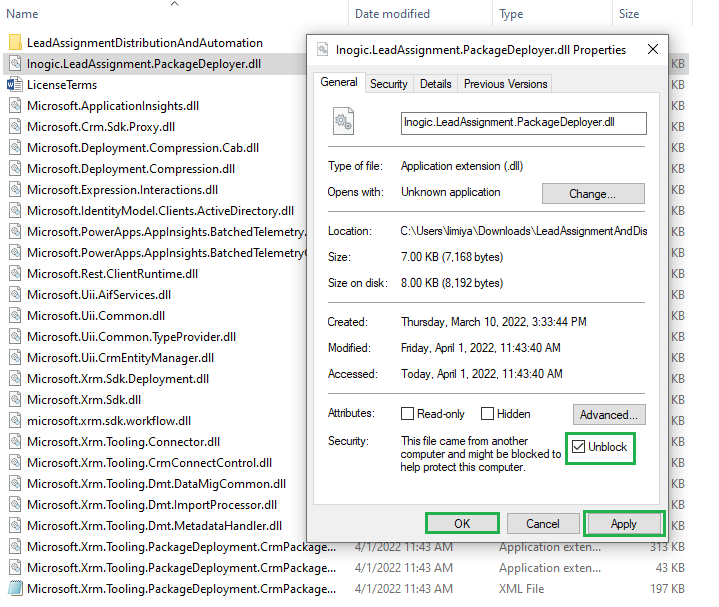 Name Date modified Type Size
LeadAssignmentDistributionAndAutomation
Inogic.LeadAssignment.PackageDeployer.dll KB
LicenseTerms KB
Microsoft.ApplicationInsights.dll KB
Microsoft.Crm.Sdk.Proxy.dll KB
Microsoft.Deployment.Compression.Cab.dll KB
Microsoft.Deployment.Compression.dll KB
Microsoft.Expression.Interactions.dll KB
Microsoft.IdentityModel.Clients.ActiveDirectory.dll KB
Microsoft.PowerApps.AppInsights.BatchedTelemetry. KB
Microsoft.PowerApps.AppInsights.BatchedTelemetry KB
Microsoft.Rest.ClientRuntime.dll KB
Microsoft.Uii.AifServices.dll KB
Microsoft.Uii.Common.dll KB
Microsoft.Uii.Common.TypeProvider.dll KB
Microsoft.Uii.CrmEntityManager.dll KB
Microsoft.Xrm.Sdk.Deployment.dll KB
Microsoft.Xrm.Sdk.dll KB
microsoft.xrm.sdk.workflow.dll KB
Microsoft.Xrm.Tooling.Connector.dll KB
Microsoft.Xrm.Tooling.CrmConnectControl.dll KB
Microsoft.Xrm.Tooling.Dmt.DataMigCommon.dll KB
Microsoft.Xrm.Tooling.Dmt.ImportProcessor.dll KB
Microsoft.Xrm.Tooling.Dmt.MetadataHandler.dll KB
Microsoft.Xrm.Tooling.PackageDeployment.CrmPackage... 4/1/2022 11:43 AM Application exten... 313 KB
Microsoft.Xrm.Tooling.PackageDeployment.CrmPackage... 4/1/2022 11:43 AM Application exten... 43 KB
Microsoft.Xrm.Tooling.PackageDeployment.CrmPackage... 4/1/2022 11:43 AM XML File 197 KB
Inogic.LeadAssignment.PackageDeployer.dll Properties
General Security Details Previous Versions
Inogic.LeadAssignment.PackageDeployer.dll
Type of file: Application extension (.dll)
Opens with: Unknown application Change...
Location: C:\Users\limiya\Downloads\LeadAssignmentAndDis
Size: 7.00 KB (7,168 bytes)
Size on disk: 8.00 KB (8,192 bytes)
Created: Thursday, March 10, 2022, 3:33:44 PM
Modified: Friday, April 1, 2022, 11:43:40 AM
Accessed: Today, April 1, 2022, 11:43:40 AM
Attributes: Read-only Hidden Advanced...
Security: This file came from another
computer and might be blocked to
help protect this computer.
Unblock
OK Cancel Apply